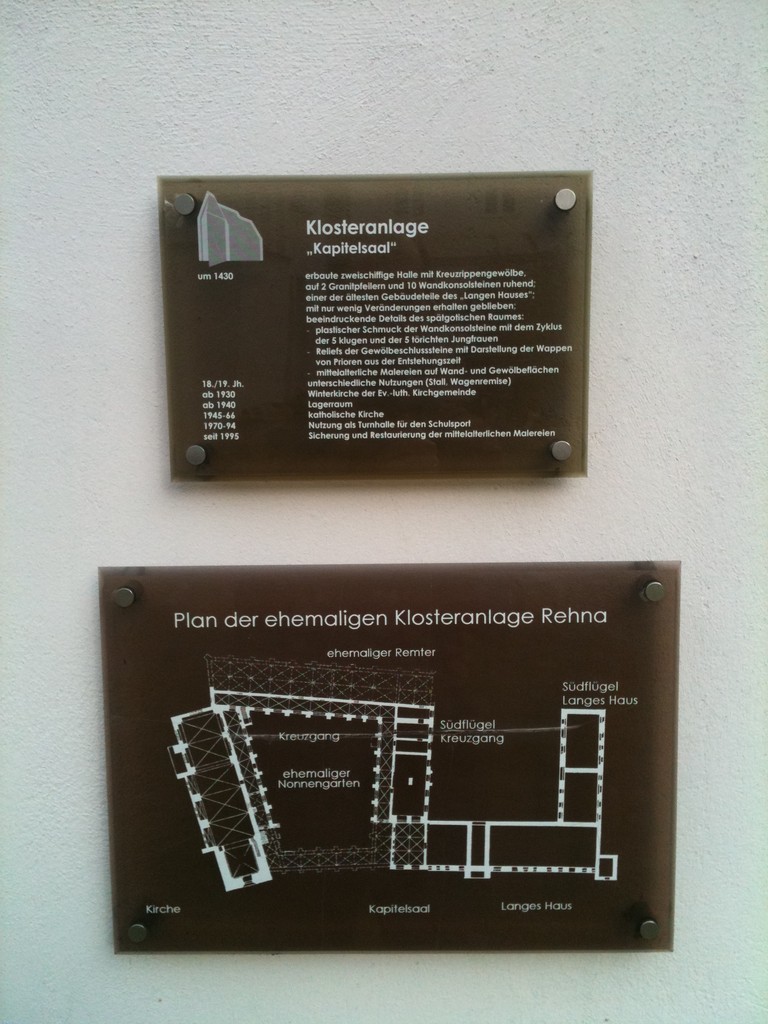 Klosteranlage
„Kapitelsaal"
um 1430
erbaute zweischiffige Halle mit Kreuzrippengewölbe,
auf 2 Granitpfeilern und 10 Wandkonsolsteinen ruhend;
einer der ältesten Gebäudeteile des „Langen Hauses";
mit nur wenig Veränderungen erhalten geblieben;
beeindruckende Details des spätgotischen Raumes:
- plastischer Schmuck der Wandkonsolsteine mit dem Zyklus
der 5 klugen und der 5 törichten Jungfrauen
- Reliefs der Gewölbeschlusssteine mit Darstellung der Wappen
von Prioren aus der Entstehungszeit
- mittelalterliche Malereien auf Wand- und Gewölbeflächen
18./19. Jh. unterschiedliche Nutzungen (Stall, Wagenremise)
ab 1930 Winterkirche der Ev.-luth. Kirchgemeinde
ab 1940 Lagerraum
1945-66 katholische Kirche
1970-94 Nutzung als Turnhalle für den Schulsport
seit 1995 Sicherung und Restaurierung der mittelalterlichen Malereien
Plan der ehemaligen Klosteranlage Rehna
ehemaliger Remter
Südflügel
Langes Haus
Südflügel
Kreuzgang
Kreuzgang
ehemaliger
Nonnengarten
Kirche
Kapitelsaal
Langes Haus